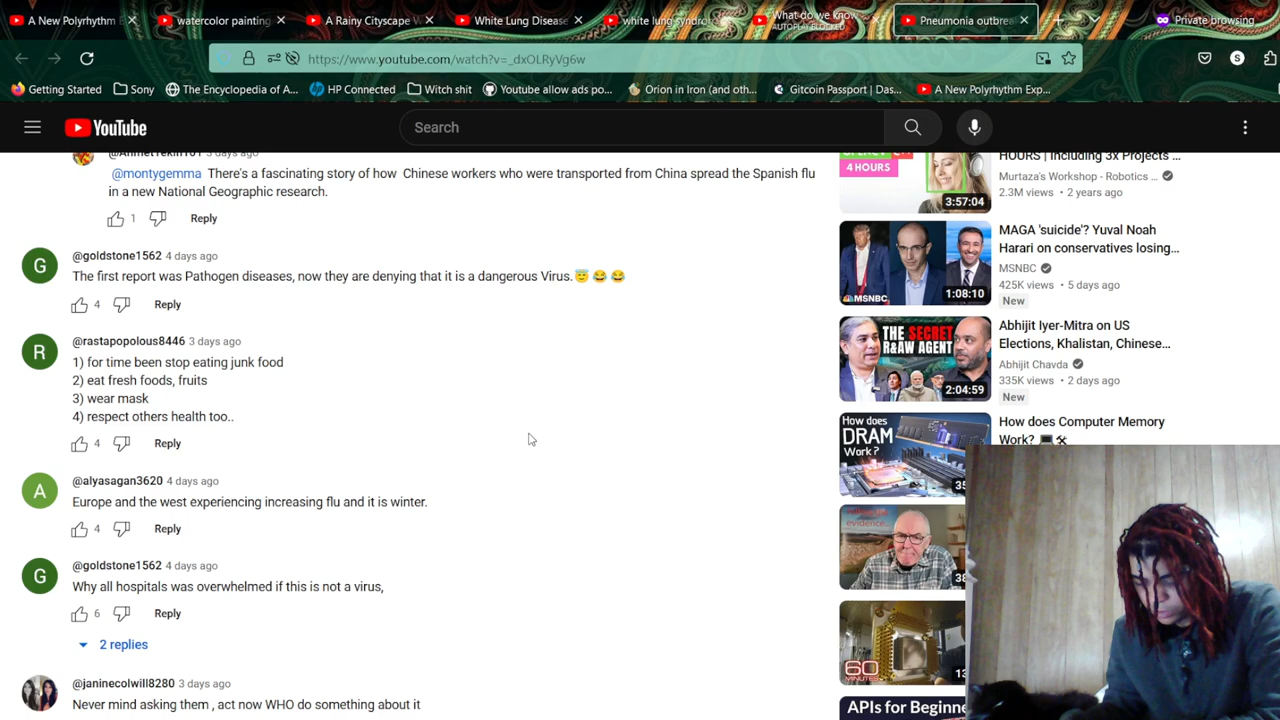 A New Polyrhythm E
watercolor painting
A Rainy Cityscape W
White Lung Disease
white lung syndrom
What do we know
AUTOPLAY BLOCKED
Pneumonia outbreak
Private browsing
https://www.youtube.com/watch?v=_dxOLRyVg6w
S
Getting Started
Sony
The Encyclopedia of A...
HP Connected
Witch shit
Youtube allow ads po...
Orion in Iron (and oth...
Gitcoin Passport | Das...
A New Polyrhythm Exp...
YouTube
Search
3 days ago
@montygemma There's a fascinating story of how Chinese workers who were transported from China spread the Spanish flu
in a new National Geographic research.
1 Reply
G
@goldstone1562 4 days ago
The first report was Pathogen diseases, now they are denying that it is a dangerous Virus.😇😂😂
4 Reply
R
@rastapopolous8446 3 days ago
1) for time been stop eating junk food
2) eat fresh foods, fruits
3) wear mask
4) respect others health too..
4 Reply
A
@alyasagan3620 4 days ago
Europe and the west experiencing increasing flu and it is winter.
4 Reply
G
@goldstone1562 4 days ago
Why all hospitals was overwhelmed if this is not a virus,
6 Reply
2 replies
@janinecolwill8280 3 days ago
Never mind asking them , act now WHO do something about it
4 HOURS
3:57:04
HOURS | Including 3x Projects ...
Murtaza's Workshop - Robotics ...
2.3M views • 2 years ago
MSNBC
1:08:10
MAGA 'suicide'? Yuval Noah
Harari on conservatives losing...
MSNBC
425K views • 5 days ago
New
THE SECRET
R&AW AGENT
2:04:59
Abhijit Iyer-Mitra on US
Elections, Khalistan, Chinese...
Abhijit Chavda
335K views • 2 days ago
New
How does
DRAM
Work?
35
How does Computer Memory
Work? 💻🛠
evidence...
38
60
MINUTES
13
APIs for Beginne